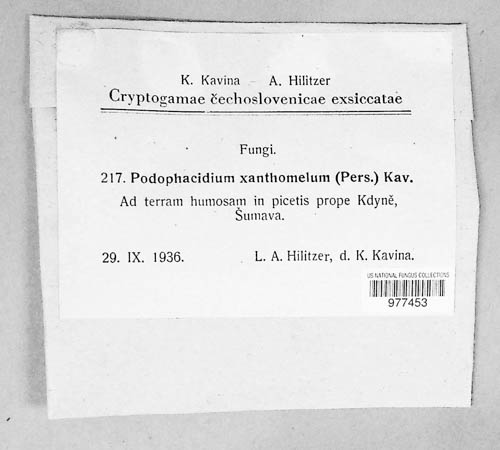 K. Kavina - A. Hilitzer
Cryptogamae čechoslovenicae exsiccatae
Fungi.
217. Podophacidium xanthomelum (Pers.) Kav.
Ad terram humosam in picetis prope Kdyně,
Šumava.
29. IX. 1936. L. A. Hilitzer, d. K. Kavina.
US NATIONAL FUNGUS COLLECTIONS
977453